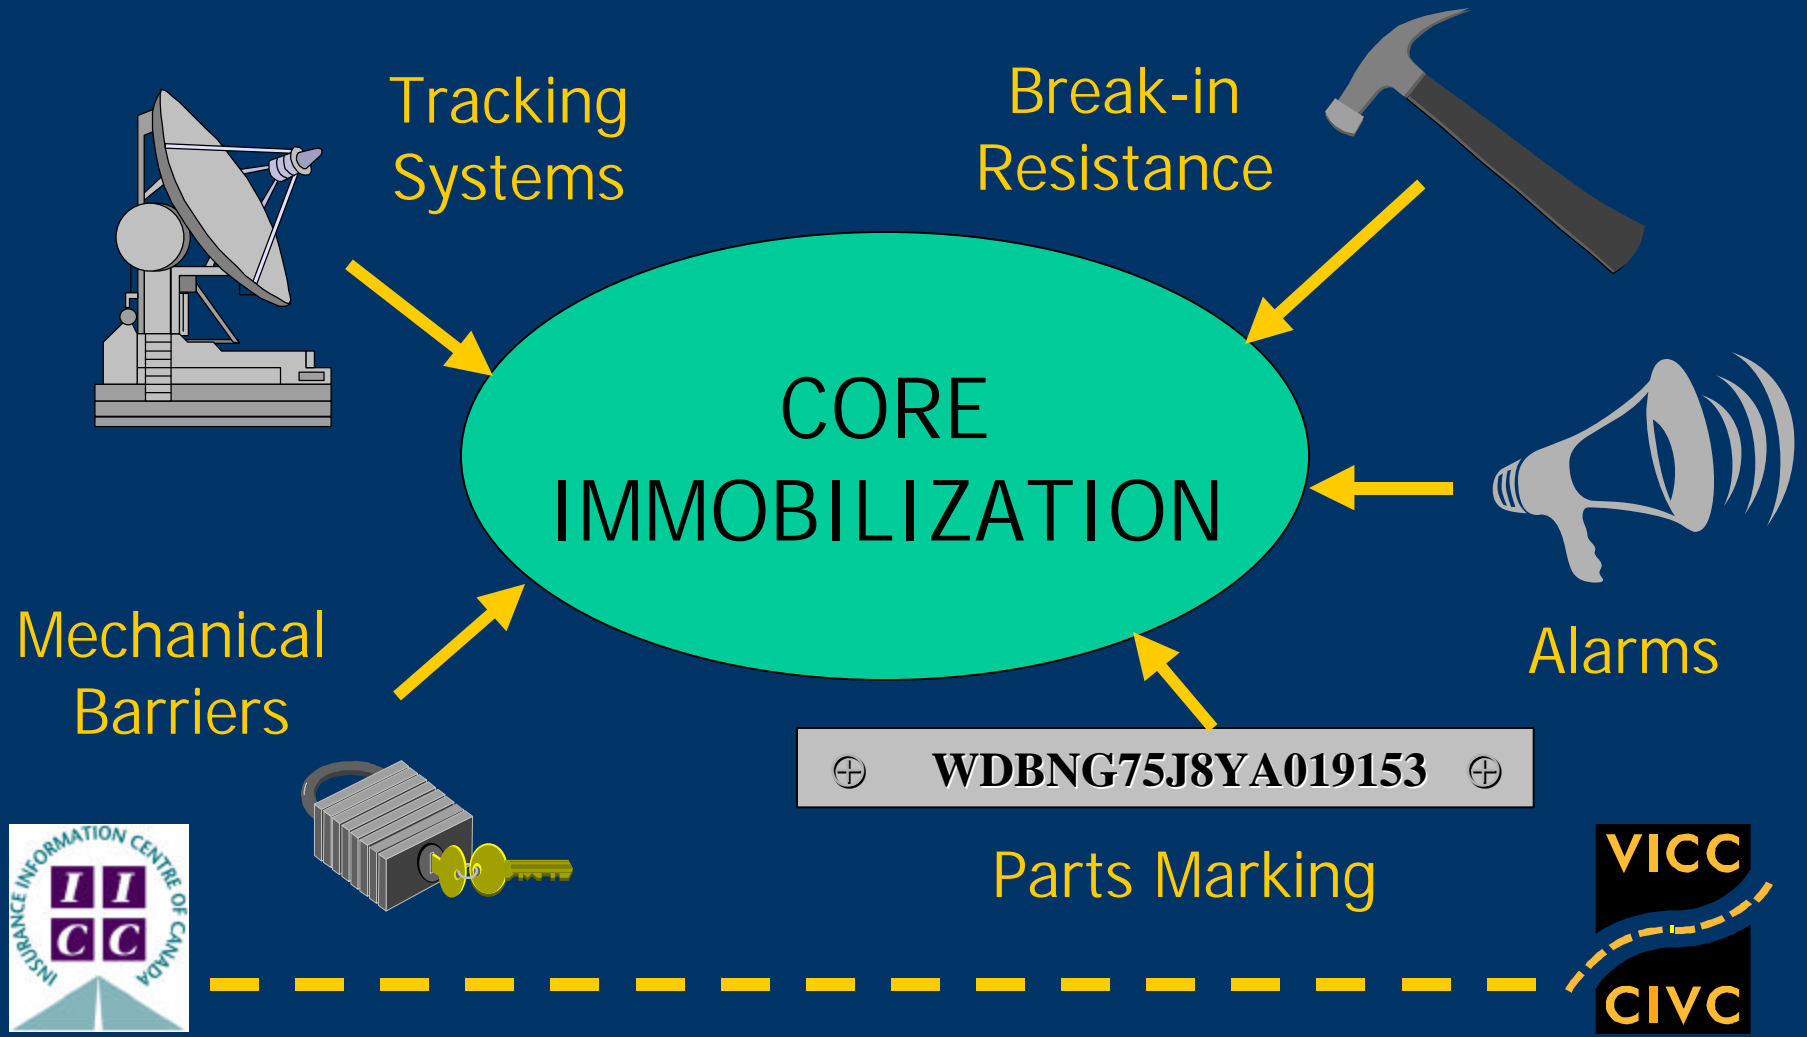 Tracking
Systems
Break-in
Resistance
CORE
IMMOBILIZATION
Mechanical
Barriers
Alarms
WDBNG75J8YA019153
Parts Marking
INSURANCE INFORMATION CENTRE OF CANADA
I I
C C
VICC
CIVC